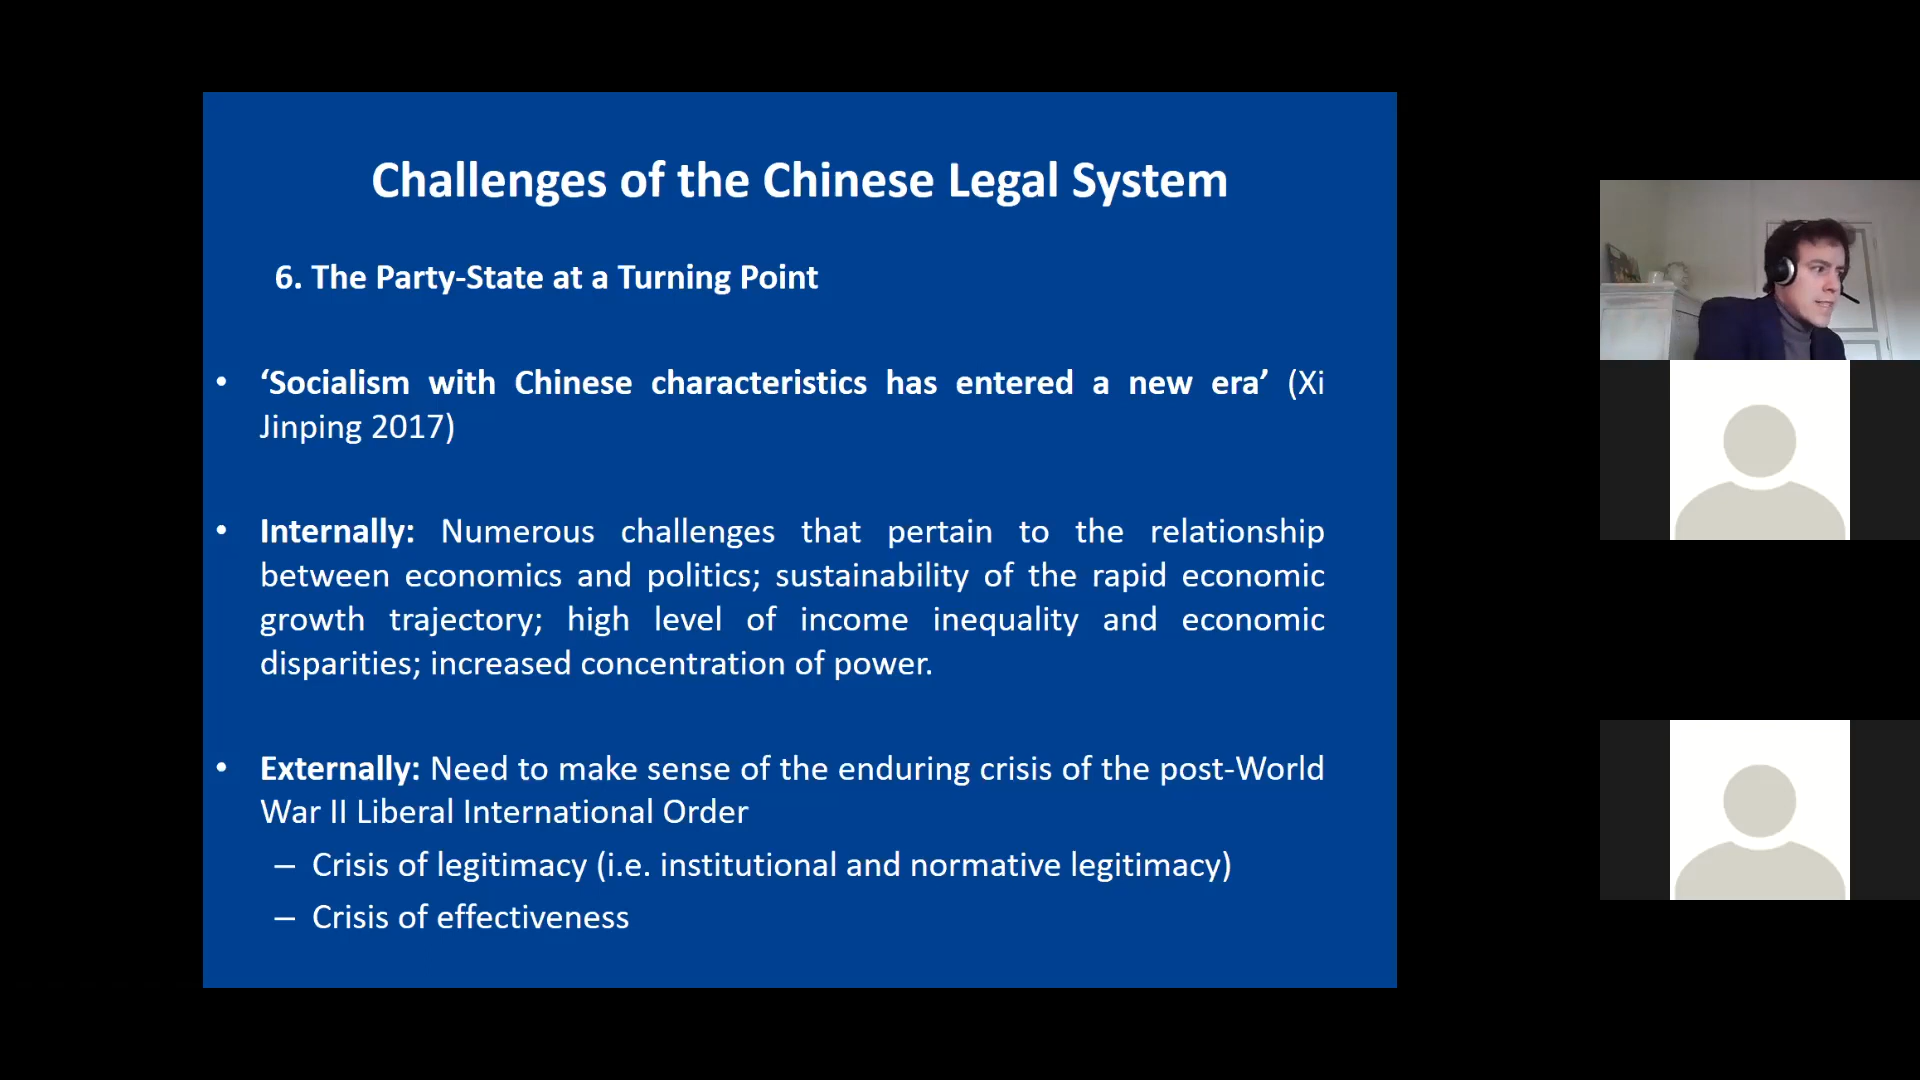 Challenges of the Chinese Legal System
6. The Party-State at a Turning Point
• ‘Socialism with Chinese characteristics has entered a new era’ (Xi
Jinping 2017)
• Internally: Numerous challenges that pertain to the relationship
between economics and politics; sustainability of the rapid economic
growth trajectory; high level of income inequality and economic
disparities; increased concentration of power.
• Externally: Need to make sense of the enduring crisis of the post-World
War II Liberal International Order
– Crisis of legitimacy (i.e. institutional and normative legitimacy)
– Crisis of effectiveness